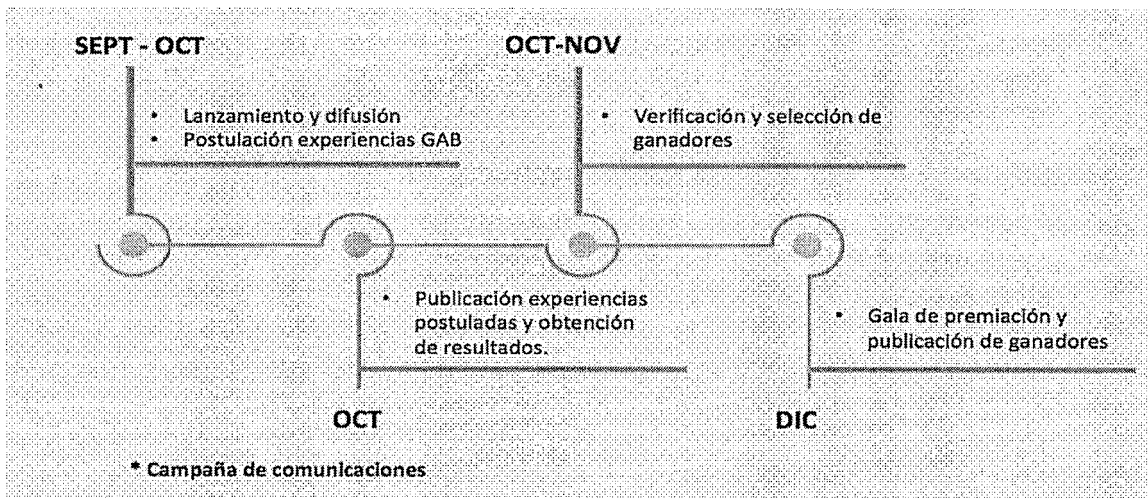 SEPT - OCT
• Lanzamiento y difusión
• Postulación experiencias GAB
OCT-NOV
• Verificación y selección de
ganadores
• Publicación experiencias
postuladas y obtención
de resultados.
OCT
• Gala de premiación y
publicación de ganadores
DIC
* Campaña de comunicaciones